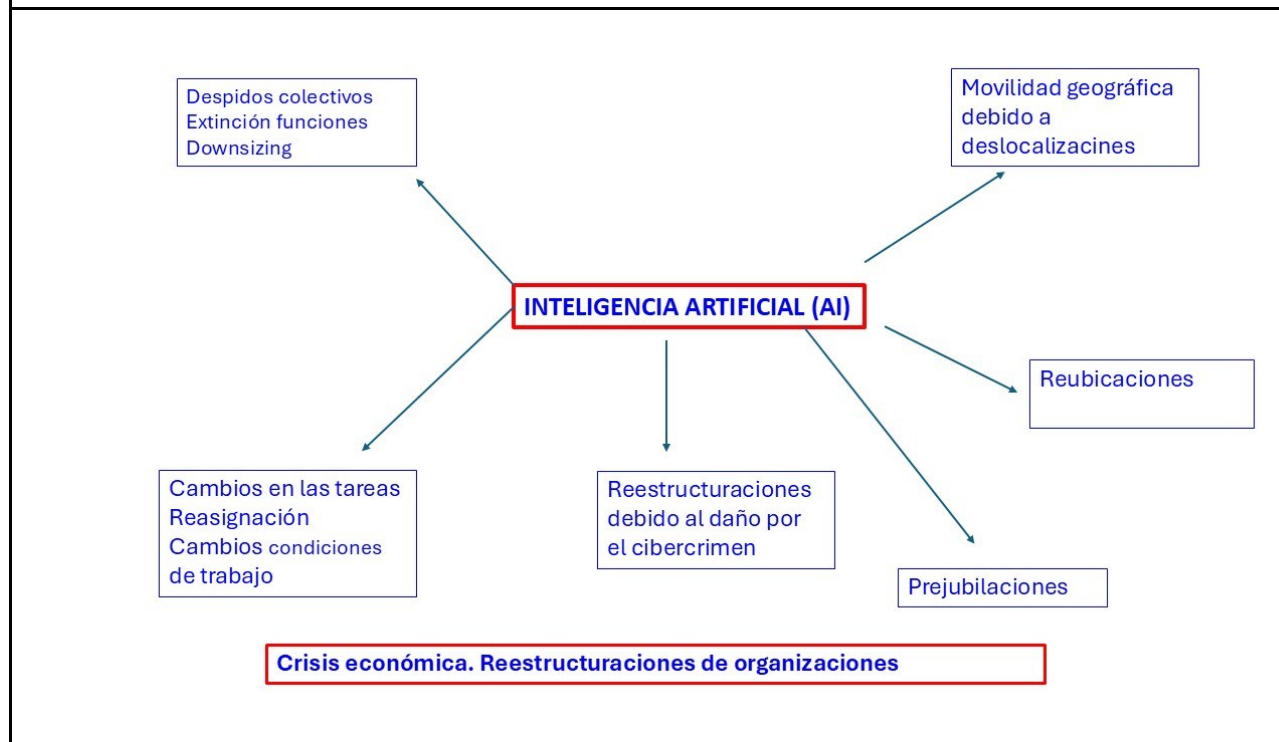 Despidos colectivos
Extinción funciones
Downsizing
Movilidad geográfica
debido a
deslocalizacines
INTELIGENCIA ARTIFICIAL (AI)
Reubicaciones
Cambios en las tareas
Reasignación
Cambios condiciones
de trabajo
Reestructuraciones
debido al daño por
el cibercrimen
Prejubilaciones
Crisis económica. Reestructuraciones de organizaciones